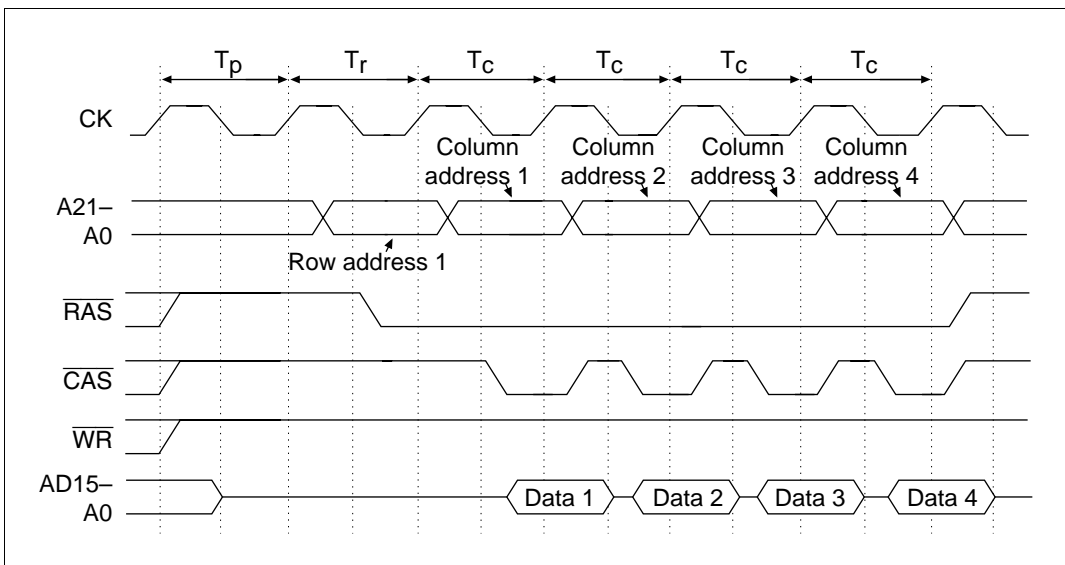 Tp Tr Tc Tc Tc Tc
CK
Column address 1
Column address 2
Column address 3
Column address 4
A21–
A0
Row address 1
RAS
CAS
WR
AD15–
A0
Data 1 Data 2 Data 3 Data 4